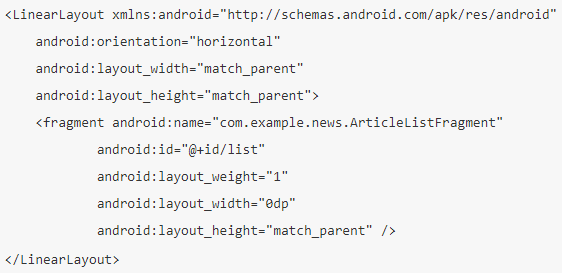 <LinearLayout xmlns:android="http://schemas.android.com/apk/res/android"
    android:orientation="horizontal"
    android:layout_width="match_parent"
    android:layout_height="match_parent">
    <fragment android:name="com.example.news.ArticleListFragment"
            android:id="@+id/list"
            android:layout_weight="1"
            android:layout_width="0dp"
            android:layout_height="match_parent" />
</LinearLayout>